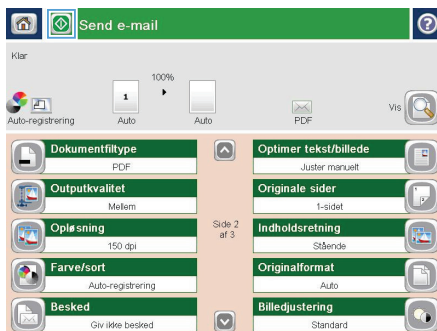 Send e-mail
Klar
100%
1
Auto-registrering
Auto
Auto
PDF
Vis
Dokumentfiltype
PDF
Outputkvalitet
Mellem
Opløsning
150 dpi
Farve/sort
Auto-registrering
Besked
Giv ikke besked
Side 2
af 3
Optimer tekst/billede
Juster manuelt
Originale sider
1-sidet
Indholdsretning
Stående
Originalformat
Auto
Billedjustering
Standard